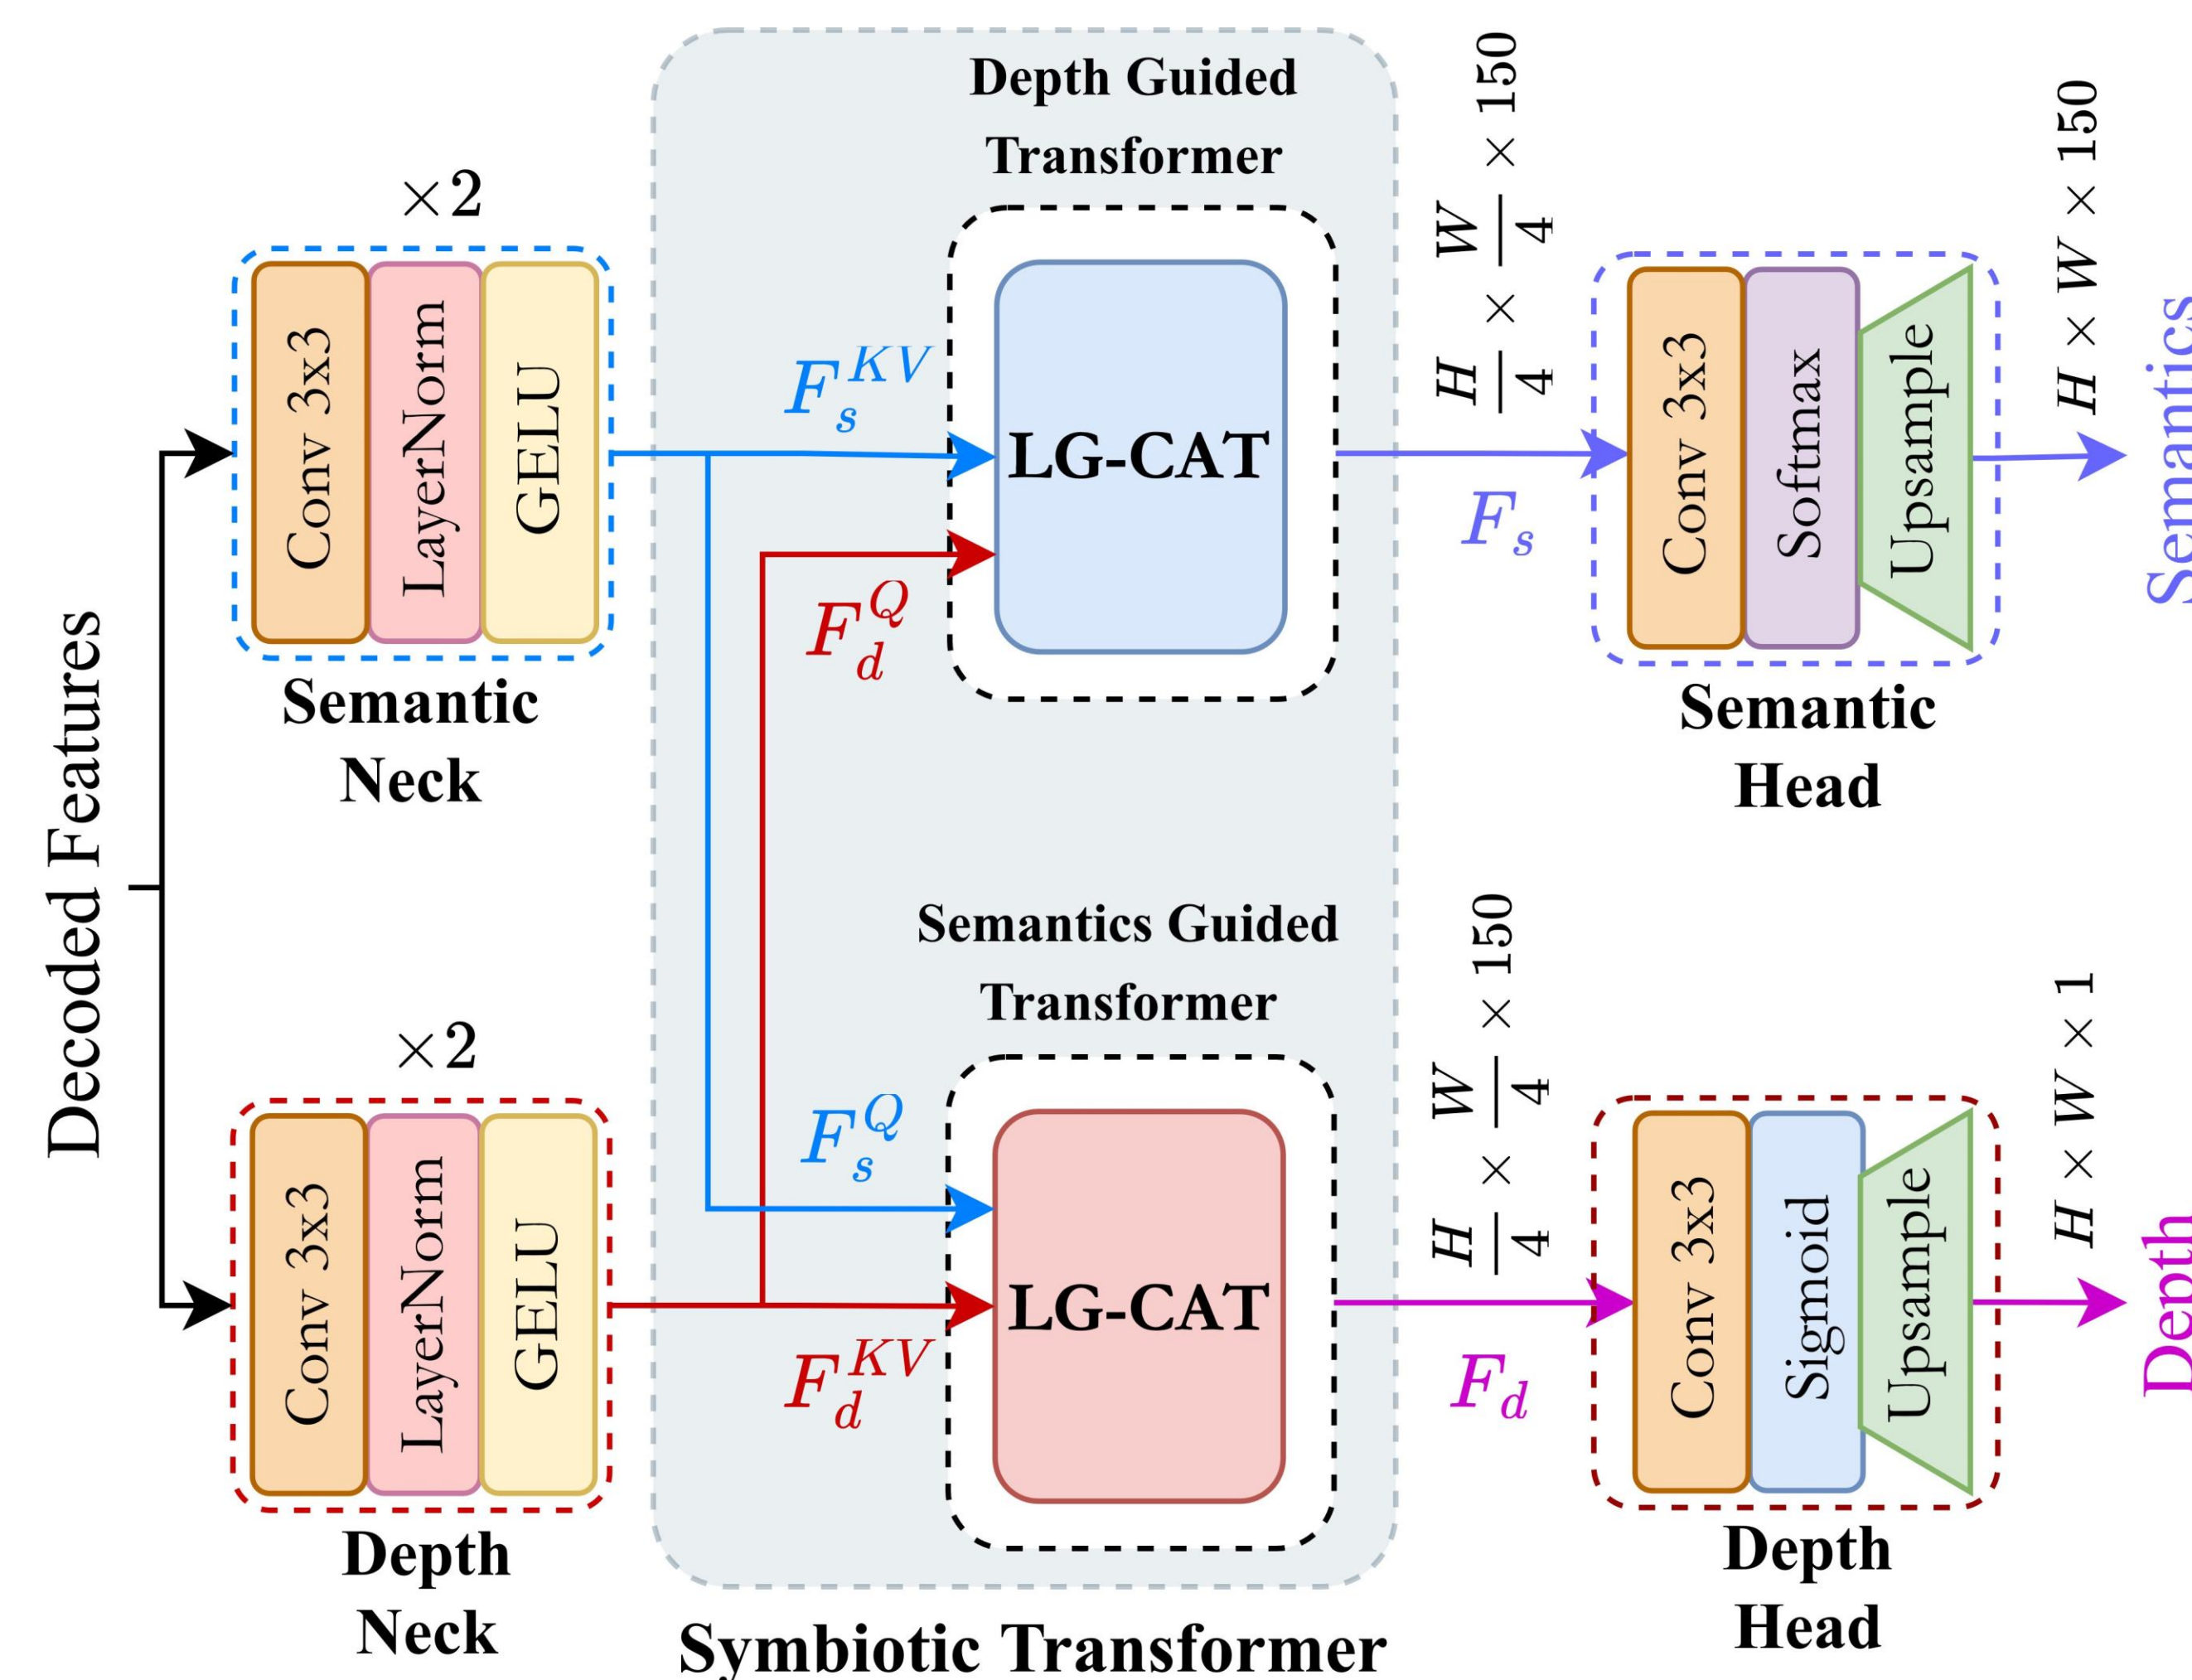 Decoded Features
×2
Conv 3x3
LayerNorm
GELU
Semantic
Neck
×2
Conv 3x3
LayerNorm
GELU
Depth
Neck
Depth Guided
Transformer
F_s^{KV}
F_d^Q
LG-CAT
Semantics Guided
Transformer
F_s^Q
F_d^{KV}
LG-CAT
Symbiotic Transformer
H/4 × W/4 × 150
F_s
Conv 3x3
Softmax
Upsample
Semantic
Head
H × W × 150
Semantics
H/4 × W/4 × 150
F_d
Conv 3x3
Sigmoid
Upsample
Depth
Head
H × W × 1
Depth